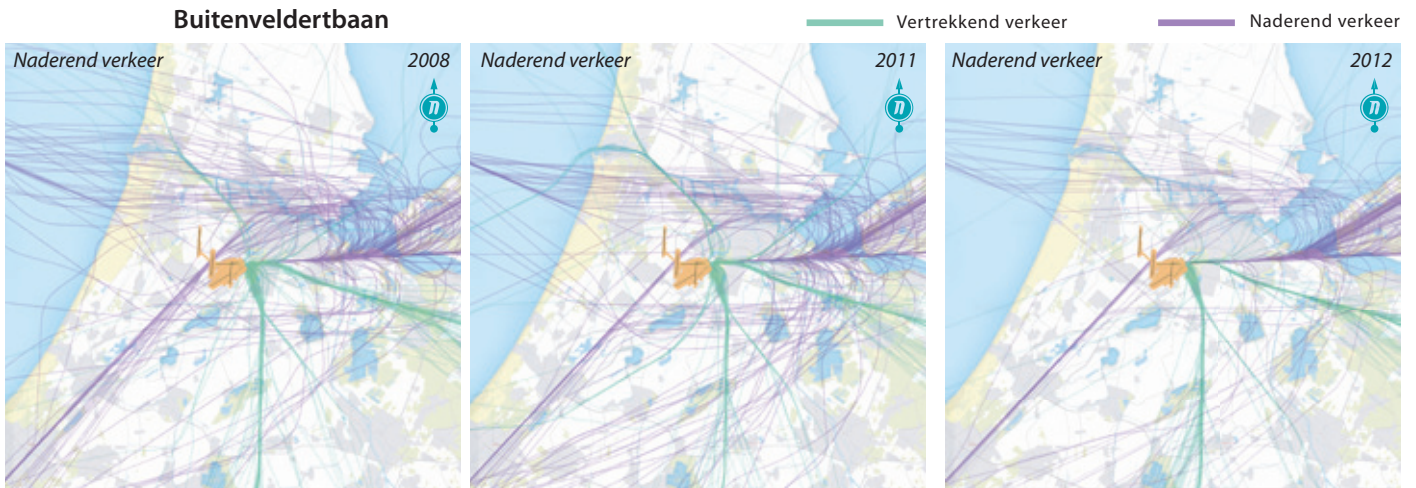 Buitenveldertbaan
Vertrekkend verkeer
Naderend verkeer
Naderend verkeer
2008
n
Naderend verkeer
2011
n
Naderend verkeer
2012
n